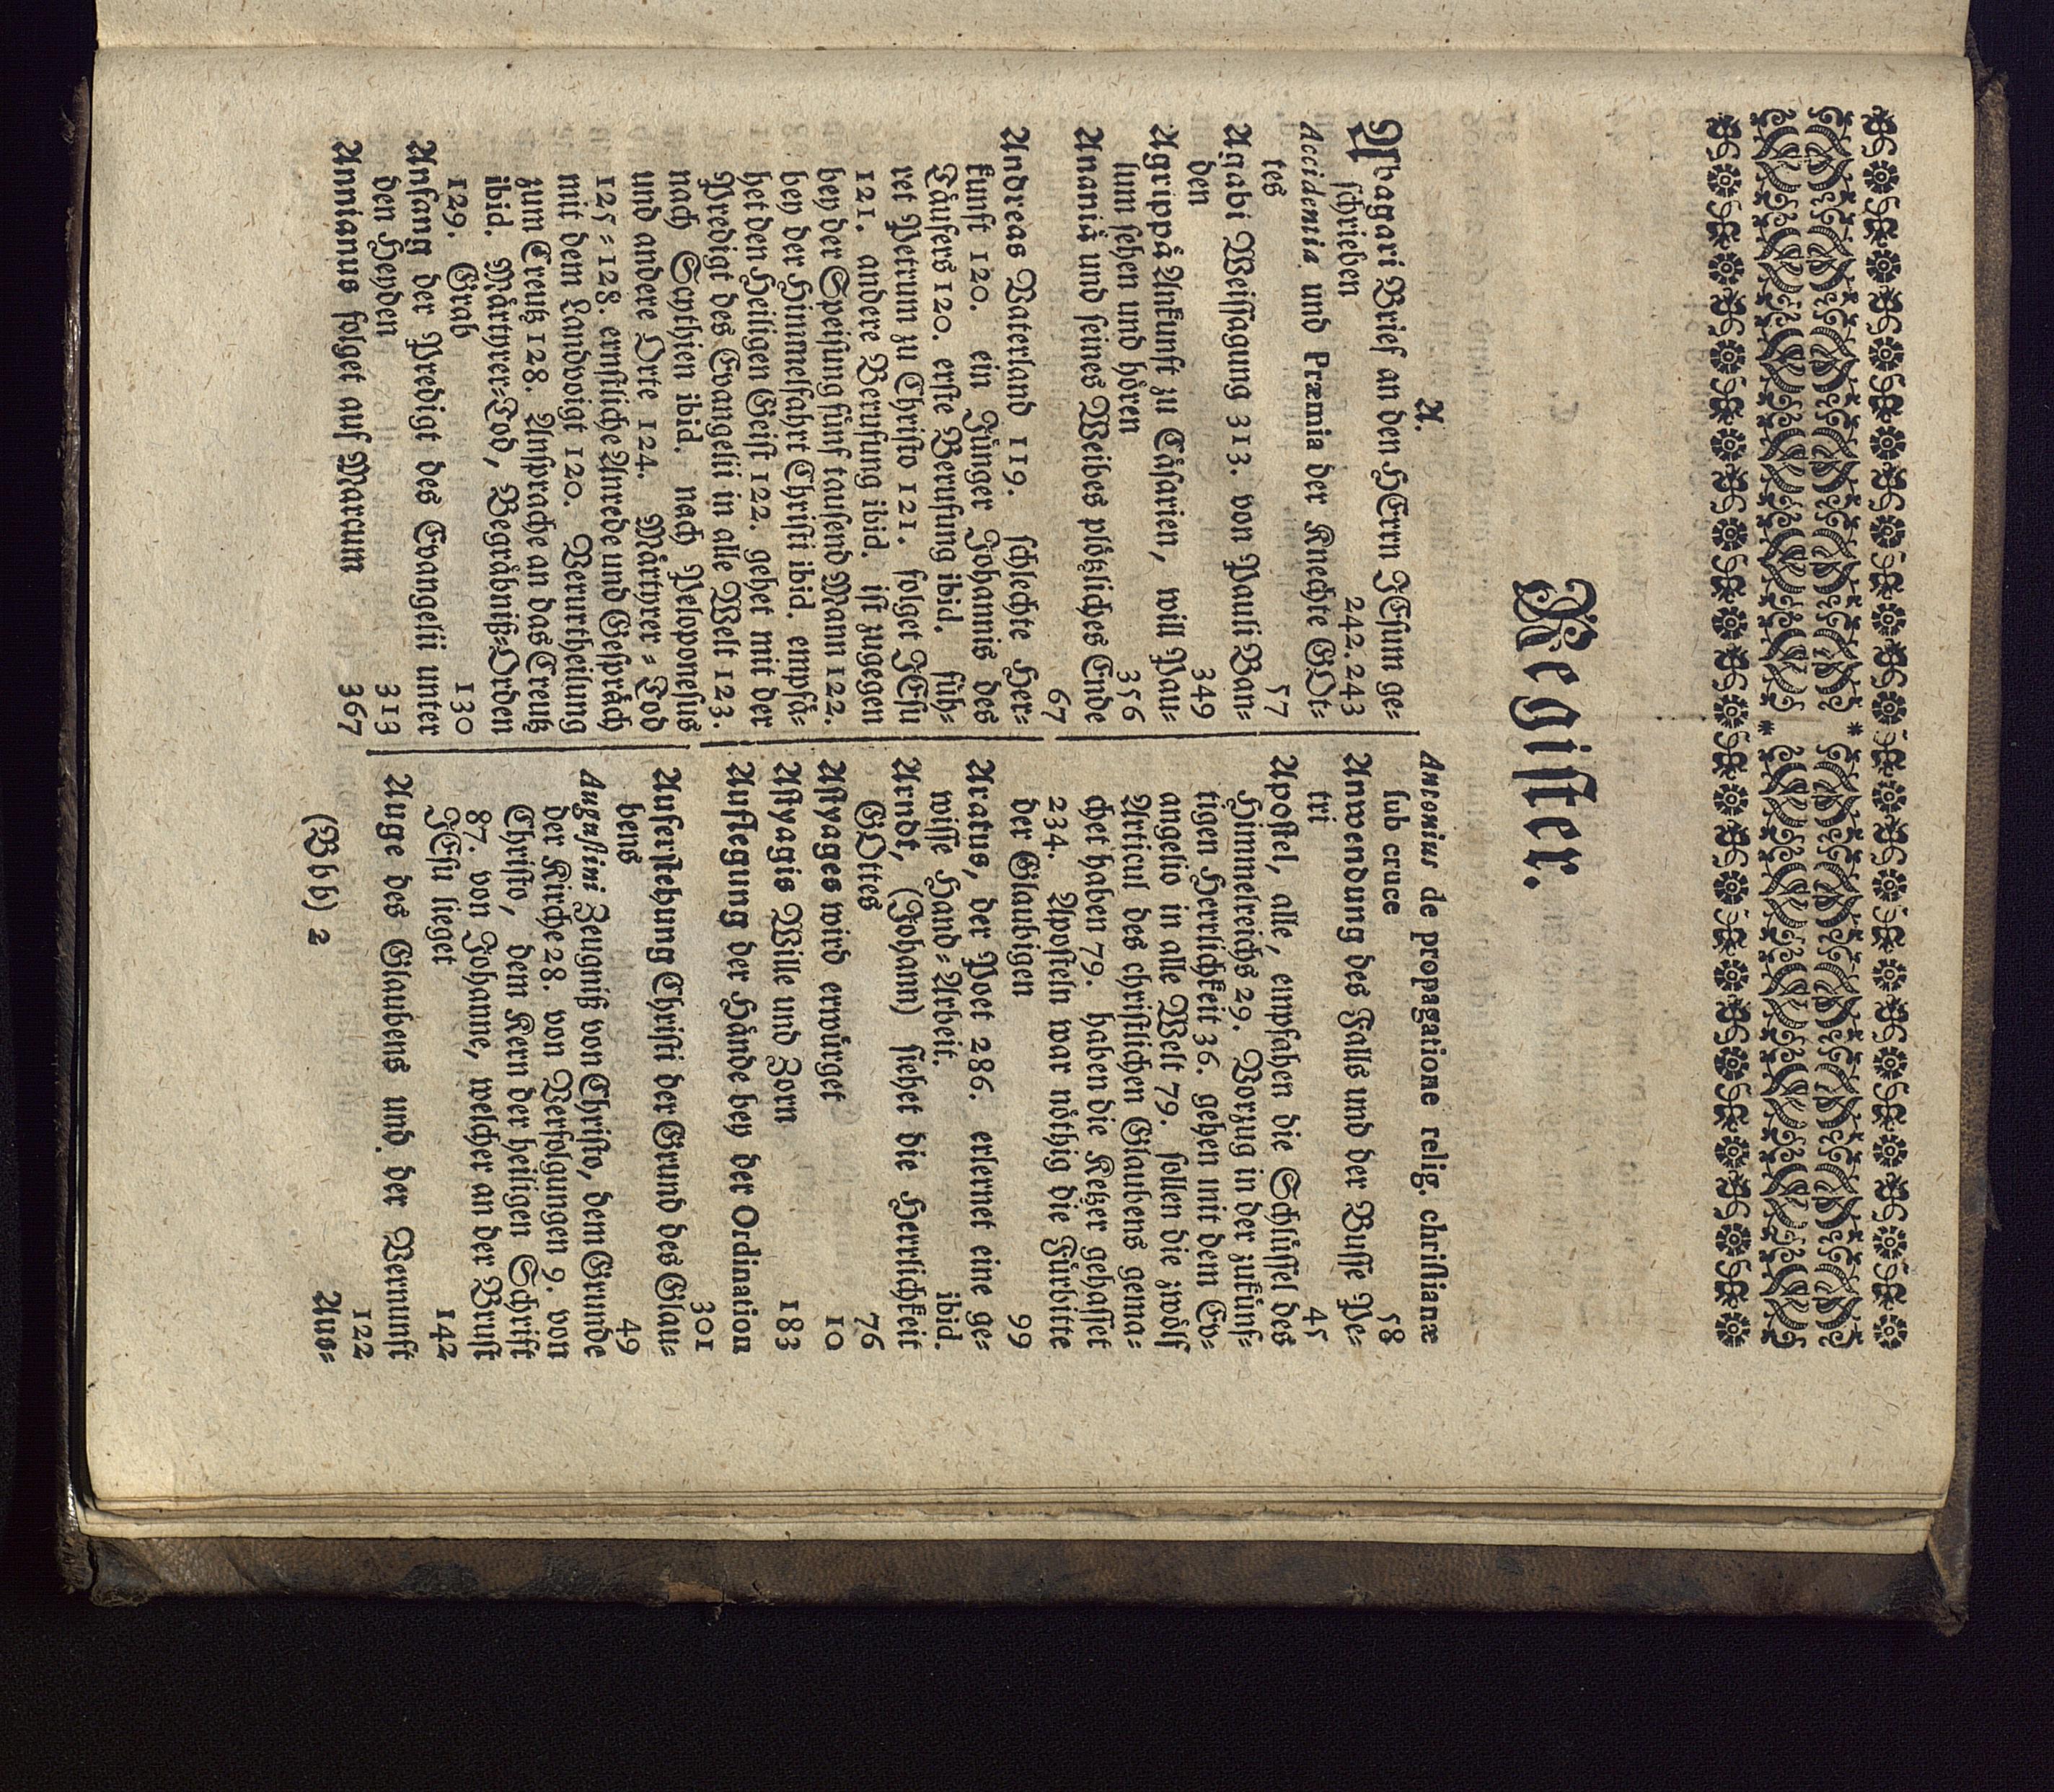 Register.
A.
Abagari Brief an den HErrn JEsum ge⸗
schrieben 242. 243
Accidentia und Præmia der Knechte GOt⸗
tes 57
Agabi Weissagung 313. von Pauli Ban⸗
den 349
Agrippä Ankunft zu Cäsarien, will Pau⸗
lum sehen und hören 356
Ananiä und seines Weibes plötzliches Ende
67
Andreas Vaterland 119. schlechte Her⸗
kunft 120. ein Jünger Johannis des
Täufers 120. erste Berufung ibid. füh⸗
ret Petrum zu Christo 121. folget JEsu
121. andere Berufung ibid. ist zugegen
bey der Speisung fünf tausend Mann 122.
bey der Himmelfahrt Christi ibid. empfä⸗
het den Heiligen Geist 122. gehet mit der
Predigt des Evangelii in alle Welt 123.
nach Scythien ibid. nach Peloponesus
und andere Orte 124. Märtyrer⸗Tod
125⸗128. ernstliche Anrede und Gespräch
mit dem Landvoigt 120. Verurtheilung
zum Creutz 128. Ansprache an das Creutz
ibid. Märtyrer⸗Tod, Begräbniß⸗Orden
129. Grab 130
Anfang der Predigt des Evangelii unter
den Heyden 313
Annianus folget auf Marcum 367
Antonius de propagatione relig. christianæ
sub cruce 58
Anwendung des Falls und der Busse Pe⸗
tri 45
Apostel, alle, empfahen die Schlüssel des
Himmelreichs 29. Vorzug in der zukünf⸗
tigen Herrlichkeit 36. gehen mit dem Ev⸗
angelio in alle Welt 79. sollen die zwölf
Articul des christlichen Glaubens gema⸗
chet haben 79. haben die Ketzer gehasset
234. Aposteln war nöthig die Fürbitte
der Glaubigen 99
Aratus, der Poet 286. erlernet eine ge⸗
wisse Hand⸗Arbeit. ibid.
Arndt, (Johann) siehet die Herrlichkeit
GOttes 76
Astyages wird erwürget 10
Astyagis Wille und Zorn 183
Auflegung der Hände bey der Ordination
301
Auferstehung Christi der Grund des Glau⸗
bens 49
Augustini Zeugniß von Christo, dem Grunde
der Kirche 28. von Verfolgungen 9. von
Christo, dem Kern der heiligen Schrift
87. von Johanne, welcher an der Brust
JEsu lieget 142
Auge des Glaubens und der Vernunft
122
(Bbb) 2 Aus⸗